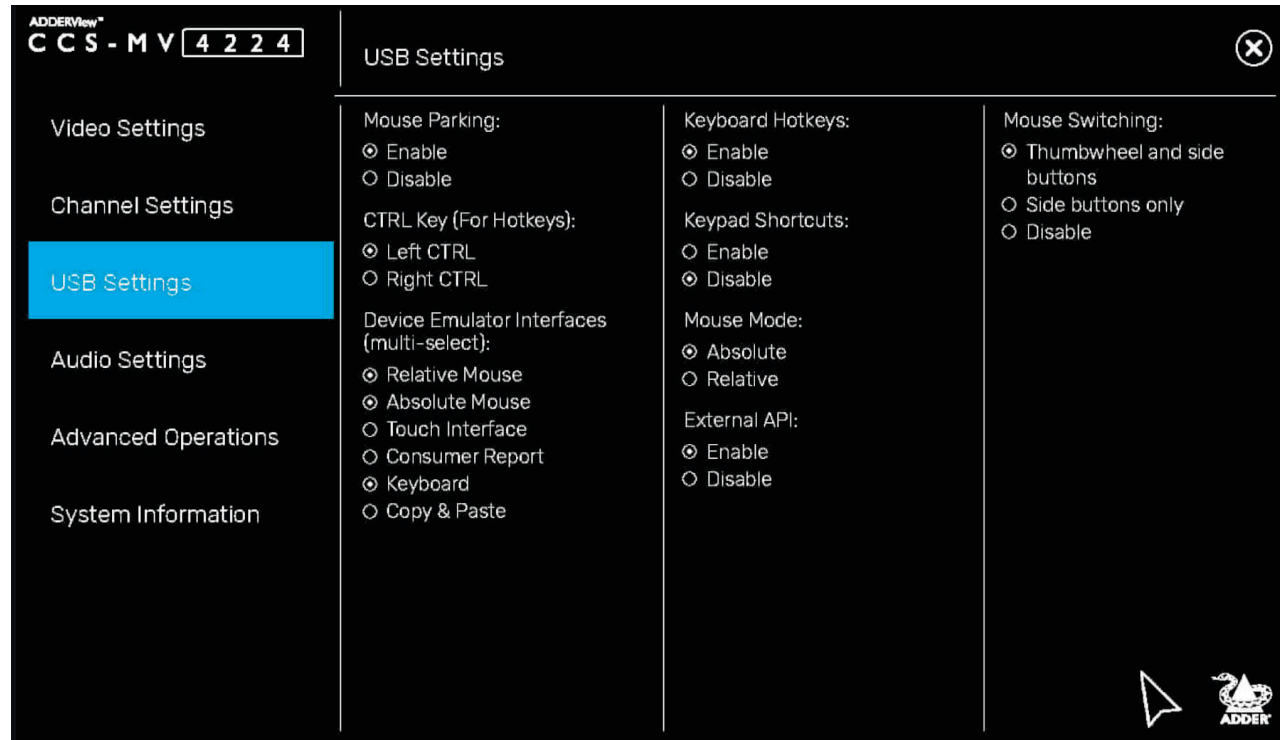 ADDERView™
CCS-MV4224
USB Settings
Video Settings
Channel Settings
USB Settings
Audio Settings
Advanced Operations
System Information
Mouse Parking:
Enable
Disable
CTRL Key (For Hotkeys):
Left CTRL
Right CTRL
Device Emulator Interfaces
(multi-select):
Relative Mouse
Absolute Mouse
Touch Interface
Consumer Report
Keyboard
Copy & Paste
Keyboard Hotkeys:
Enable
Disable
Keypad Shortcuts:
Enable
Disable
Mouse Mode:
Absolute
Relative
External API:
Enable
Disable
Mouse Switching:
Thumbwheel and side
buttons
Side buttons only
Disable
ADDER®